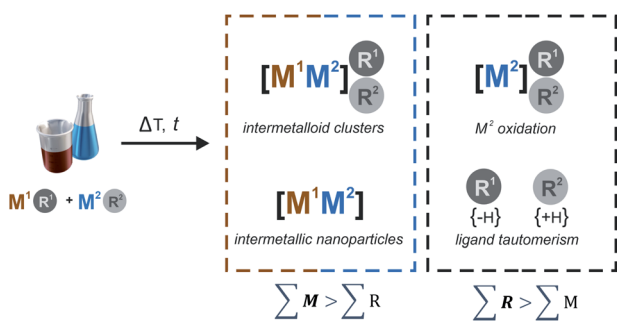 ΔT, t
M¹ R¹ + M² R²
[M¹M²] R¹ R²
intermetalloid clusters
[M¹M²]
intermetallic nanoparticles
∑ M > ∑ R
[M²] R¹ R²
M² oxidation
R¹ R²
{-H} {+H}
ligand tautomerism
∑ R > ∑ M